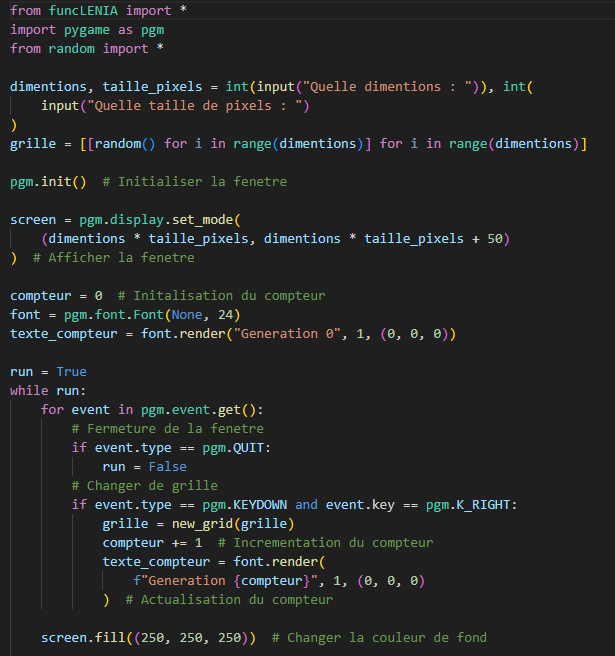 from funcLENIA import *
import pygame as pgm
from random import *

dimentions, taille_pixels = int(input("Quelle dimentions : ")), int(
    input("Quelle taille de pixels : ")
)
grille = [[random() for i in range(dimentions)] for i in range(dimentions)]

pgm.init()  # Initialiser la fenetre

screen = pgm.display.set_mode(
    (dimentions * taille_pixels, dimentions * taille_pixels + 50)
)  # Afficher la fenetre

compteur = 0  # Initalisation du compteur
font = pgm.font.Font(None, 24)
texte_compteur = font.render("Generation 0", 1, (0, 0, 0))

run = True
while run:
    for event in pgm.event.get():
        # Fermeture de la fenetre
        if event.type == pgm.QUIT:
            run = False
        # Changer de grille
        if event.type == pgm.KEYDOWN and event.key == pgm.K_RIGHT:
            grille = new_grid(grille)
            compteur += 1  # Incrementation du compteur
            texte_compteur = font.render(
                f"Generation {compteur}", 1, (0, 0, 0)
            )  # Actualisation du compteur

    screen.fill((250, 250, 250))  # Changer la couleur de fond